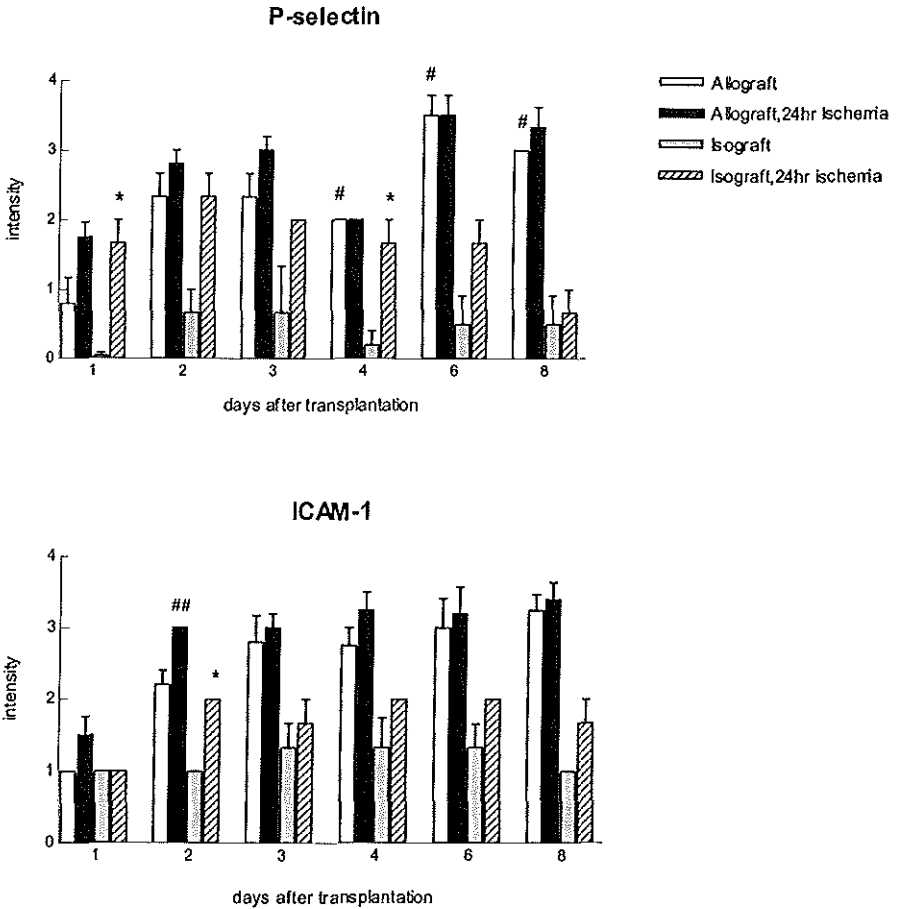 P-selectin
4
3
2
1
0
intensity
*
#
*
#
#
1 2 3 4 6 8
days after transplantation
Allograft
Allograft,24hr Ischemia
Isograft
Isograft,24hr ischemia
ICAM-1
4
3
2
1
0
intensity
##
*
1 2 3 4 6 8
days after transplantation